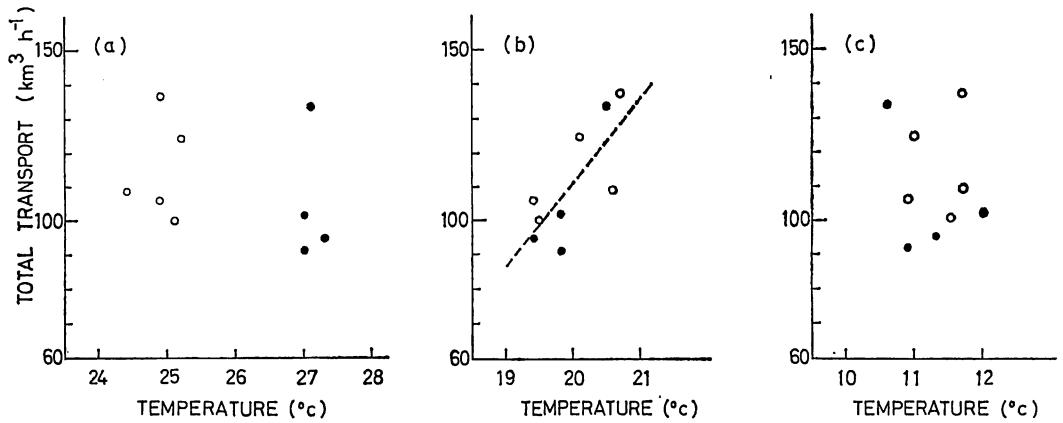 (a)
(b)
(c)
TOTAL TRANSPORT (km³ h⁻¹)
150
100
60
150
100
60
150
100
60
24 25 26 27 28
19 20 21
10 11 12
TEMPERATURE (°c)
TEMPERATURE (°c)
TEMPERATURE (°c)